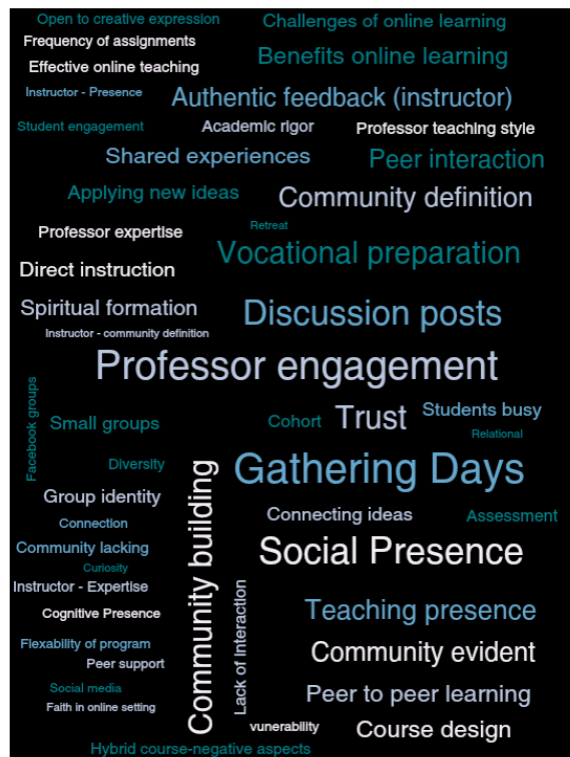 Open to creative expression
Challenges of online learning
Frequency of assignments
Benefits online learning
Effective online teaching
Instructor - Presence
Authentic feedback (instructor)
Student engagement
Academic rigor
Professor teaching style
Shared experiences
Peer interaction
Applying new ideas
Community definition
Retreat
Professor expertise
Vocational preparation
Direct instruction
Spiritual formation
Discussion posts
Instructor - community definition
Professor engagement
Facebook groups
Small groups
Cohort
Trust
Students busy
Relational
Diversity
Gathering Days
Group identity
Community building
Connecting ideas
Assessment
Connection
Community lacking
Social Presence
Curiosity
Instructor - Expertise
Lack of Interaction
Cognitive Presence
Teaching presence
Flexability of program
Community evident
Peer support
Social media
Peer to peer learning
Faith in online setting
vunerability
Course design
Hybrid course-negative aspects